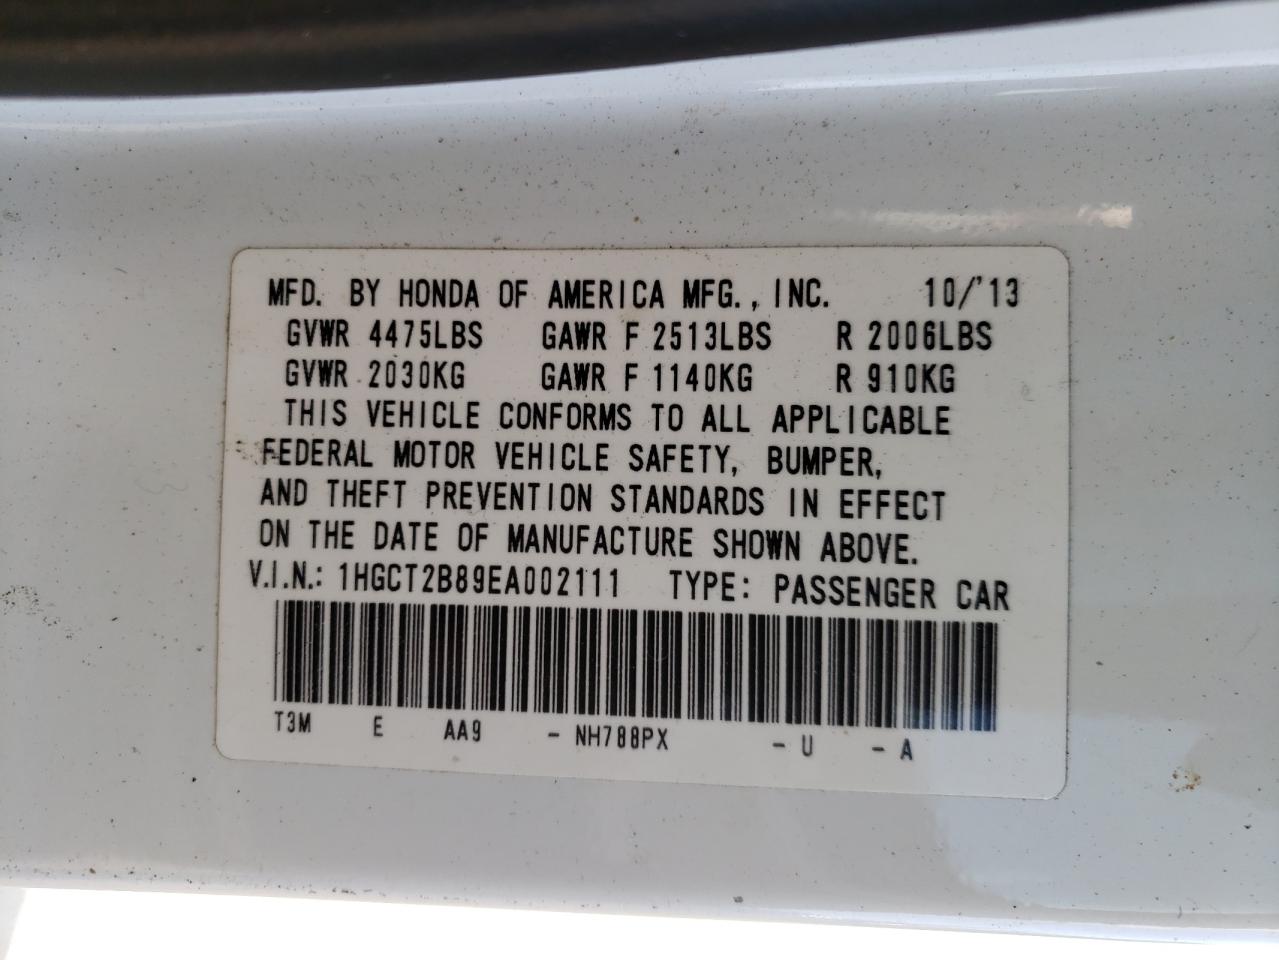 MFD. BY HONDA OF AMERICA MFG., INC. 10/'13
GVWR 4475LBS GAWR F 2513LBS R 2006LBS
GVWR 2030KG GAWR F 1140KG R 910KG
THIS VEHICLE CONFORMS TO ALL APPLICABLE
FEDERAL MOTOR VEHICLE SAFETY, BUMPER,
AND THEFT PREVENTION STANDARDS IN EFFECT
ON THE DATE OF MANUFACTURE SHOWN ABOVE.
V.I.N.: 1HGCT2B89EA002111 TYPE: PASSENGER CAR
T3M E AA9 - NH788PX - U - A